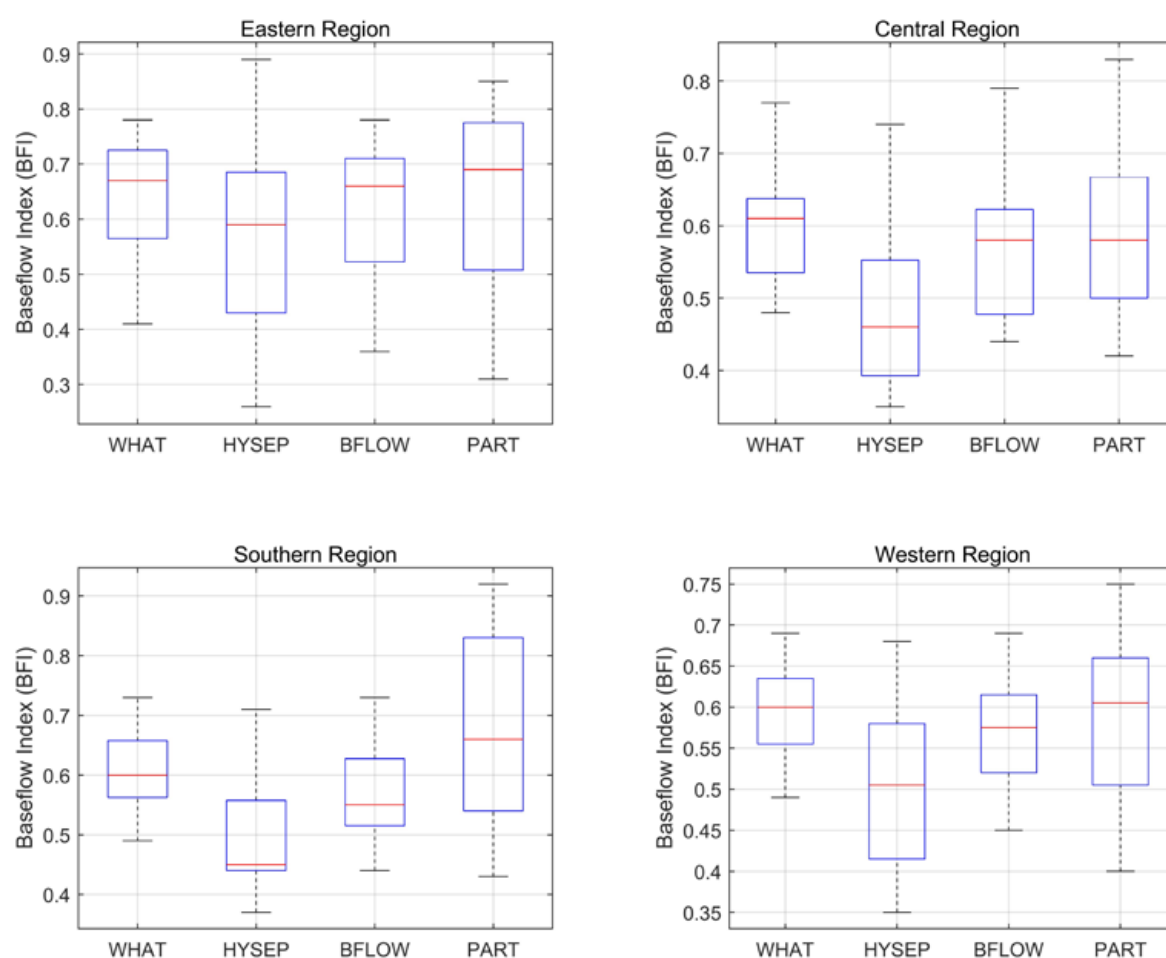 Eastern Region
Baseflow Index (BFI)
0.9
0.8
0.7
0.6
0.5
0.4
0.3
WHAT HYSEP BFLOW PART
Central Region
Baseflow Index (BFI)
0.8
0.7
0.6
0.5
0.4
WHAT HYSEP BFLOW PART
Southern Region
Baseflow Index (BFI)
0.9
0.8
0.7
0.6
0.5
0.4
WHAT HYSEP BFLOW PART
Western Region
Baseflow Index (BFI)
0.75
0.7
0.65
0.6
0.55
0.5
0.45
0.4
0.35
WHAT HYSEP BFLOW PART